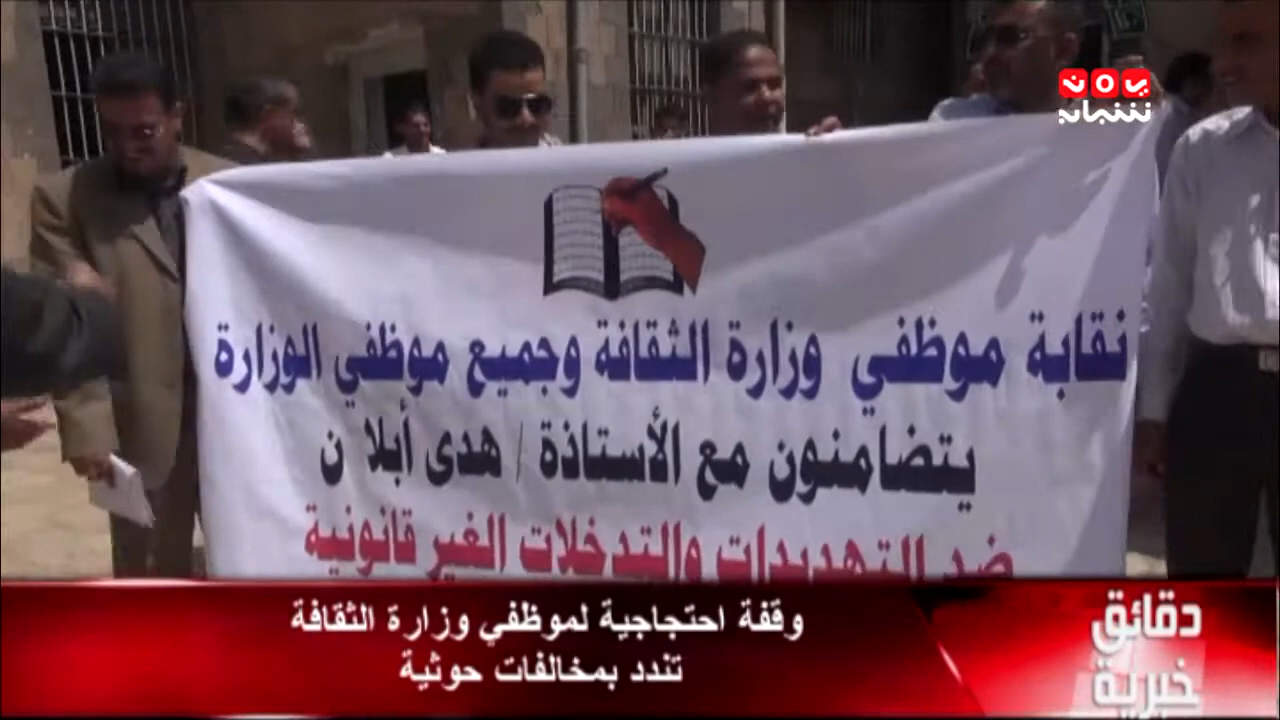 يمن
شباب
نقابة موظفي وزارة الثقافة وجميع موظفي الوزارة
يتضامنون مع الأستاذة / هدى أبلا ن
ضد التهديدات والتدخلات الغير قانونية
وقفة احتجاجية لموظفي وزارة الثقافة
تندد بمخالفات حوثية
دقائق
خبرية